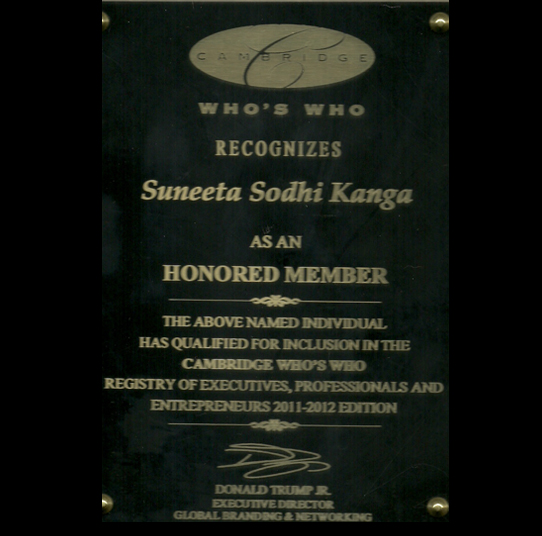 CAMBRIDGE
WHO'S WHO
RECOGNIZES
Suneeta Sodhi Kanga
AS AN
HONORED MEMBER
THE ABOVE NAMED INDIVIDUAL
HAS QUALIFIED FOR INCLUSION IN THE
CAMBRIDGE WHO'S WHO
REGISTRY OF EXECUTIVES, PROFESSIONALS AND
ENTREPRENEURS 2011-2012 EDITION
DONALD TRUMP JR.
EXECUTIVE DIRECTOR
GLOBAL BRANDING & NETWORKING